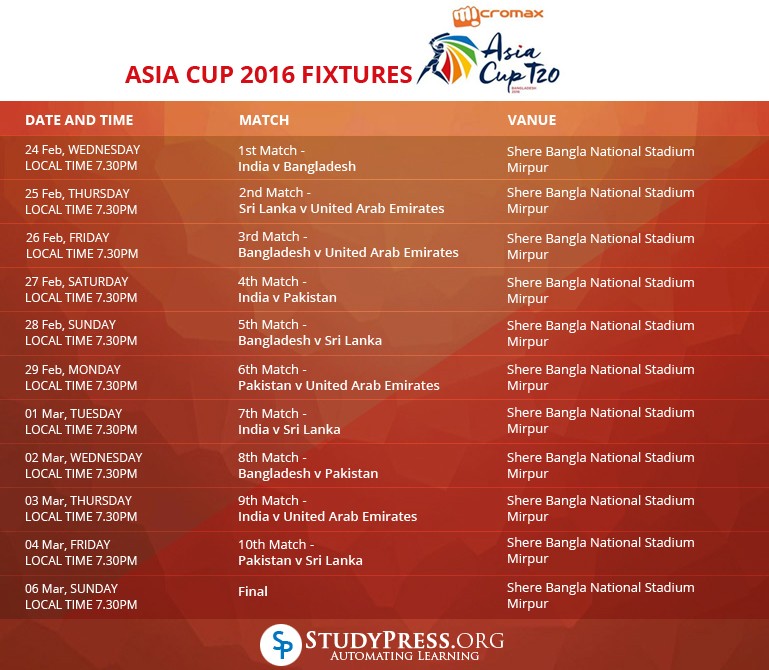 micromax
Asia
Cup T20
BANGLADESH
2016
ASIA CUP 2016 FIXTURES
DATE AND TIME MATCH VANUE
24 Feb, WEDNESDAY 1st Match - Shere Bangla National Stadium
LOCAL TIME 7.30PM India v Bangladesh Mirpur
25 Feb, THURSDAY 2nd Match - Shere Bangla National Stadium
LOCAL TIME 7.30PM Sri Lanka v United Arab Emirates Mirpur
26 Feb, FRIDAY 3rd Match - Shere Bangla National Stadium
LOCAL TIME 7.30PM Bangladesh v United Arab Emirates Mirpur
27 Feb, SATURDAY 4th Match - Shere Bangla National Stadium
LOCAL TIME 7.30PM India v Pakistan Mirpur
28 Feb, SUNDAY 5th Match - Shere Bangla National Stadium
LOCAL TIME 7.30PM Bangladesh v Sri Lanka Mirpur
29 Feb, MONDAY 6th Match - Shere Bangla National Stadium
LOCAL TIME 7.30PM Pakistan v United Arab Emirates Mirpur
01 Mar, TUESDAY 7th Match - Shere Bangla National Stadium
LOCAL TIME 7.30PM India v Sri Lanka Mirpur
02 Mar, WEDNESDAY 8th Match - Shere Bangla National Stadium
LOCAL TIME 7.30PM Bangladesh v Pakistan Mirpur
03 Mar, THURSDAY 9th Match - Shere Bangla National Stadium
LOCAL TIME 7.30PM India v United Arab Emirates Mirpur
04 Mar, FRIDAY 10th Match - Shere Bangla National Stadium
LOCAL TIME 7.30PM Pakistan v Sri Lanka Mirpur
06 Mar, SUNDAY Final Shere Bangla National Stadium
LOCAL TIME 7.30PM Mirpur
SP STUDYPRESS.ORG
AUTOMATING LEARNING